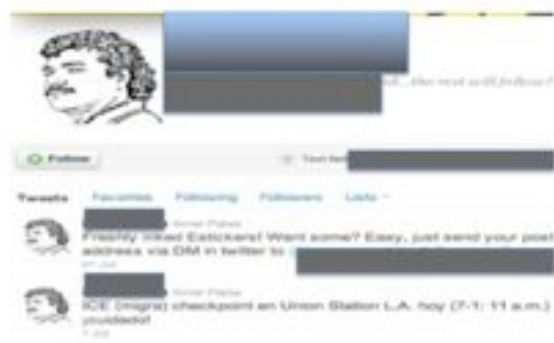 ...the rest will follow?
Follow
Tweets Favorites Following Followers Lists
Freshly inked Estickers! Want some? Easy, just send your post
address via DM in twitter to
ICE (migra) checkpoint en Union Station L.A. hoy (7-1: 11 a.m.)
¡cuidado!